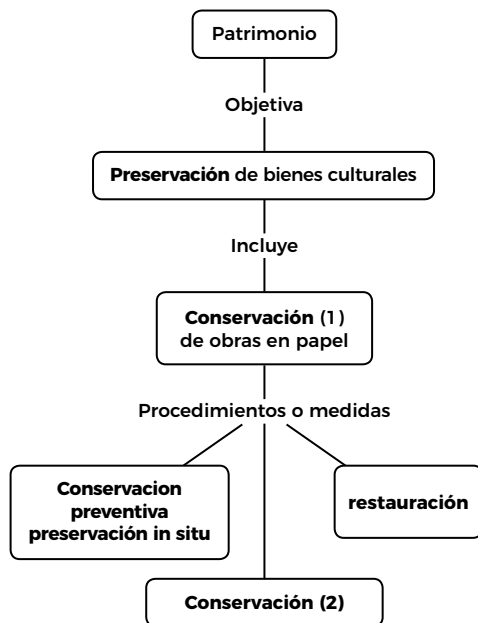 Patrimonio
Objetiva
Preservación de bienes culturales
Incluye
Conservación (1)
de obras en papel
Procedimientos o medidas
Conservacion
preventiva
preservación in situ
restauración
Conservación (2)